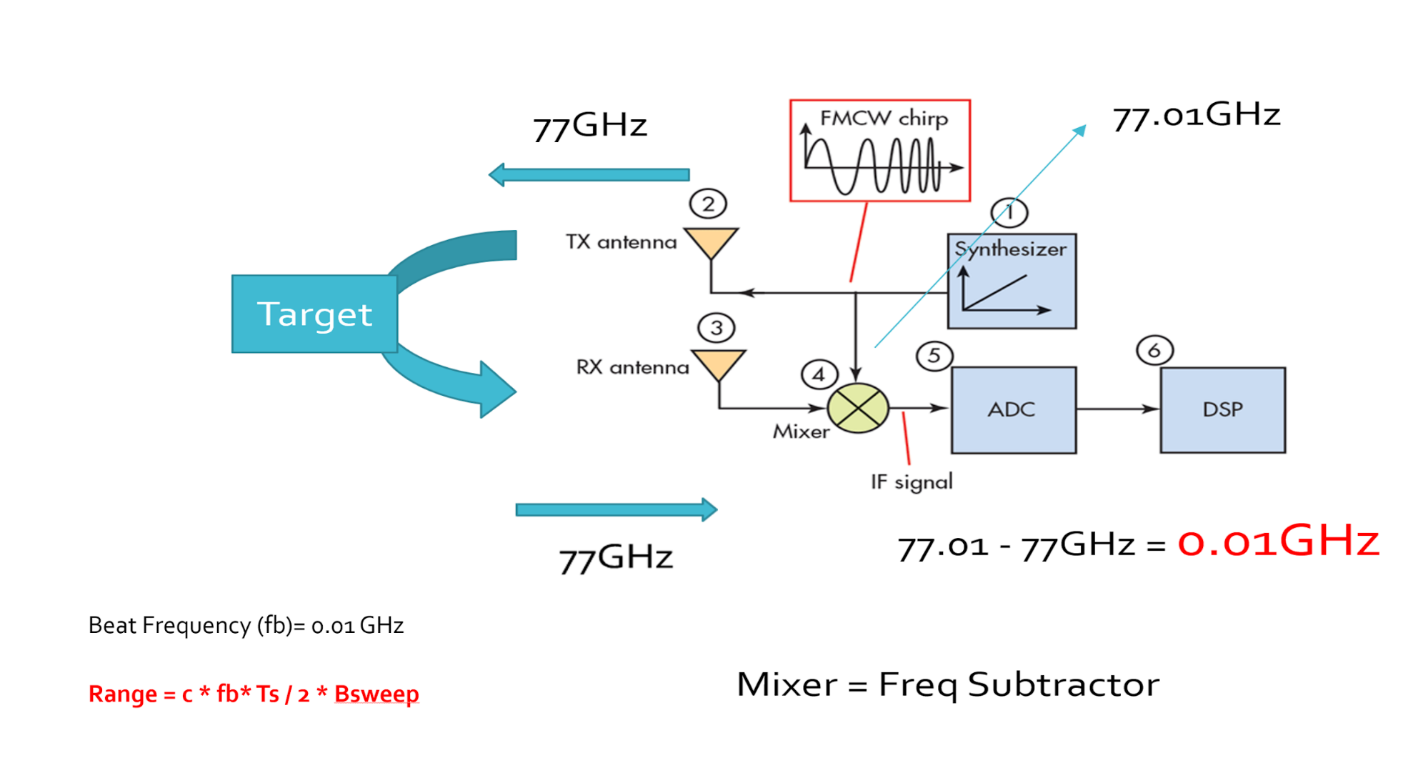 77GHz
FMCW chirp
77.01GHz
2
1
TX antenna
Synthesizer
Target
3
RX antenna
4
5
6
ADC
DSP
Mixer
IF signal
77.01 - 77GHz = 0.01GHz
77GHz
Beat Frequency (fb)= 0.01 GHz
Range = c * fb* Ts / 2 * Bsweep
Mixer = Freq Subtractor